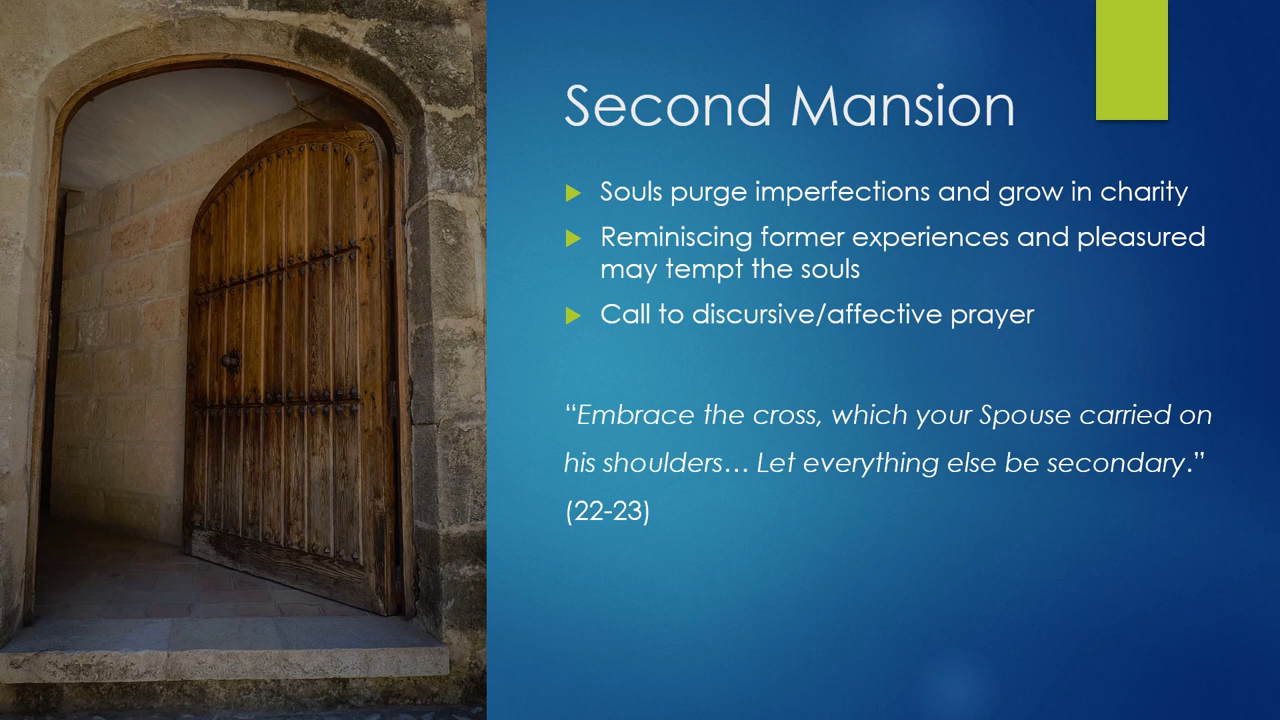 Second Mansion
Souls purge imperfections and grow in charity
Reminiscing former experiences and pleasured
may tempt the souls
Call to discursive/affective prayer
“Embrace the cross, which your Spouse carried on
his shoulders… Let everything else be secondary.”
(22-23)